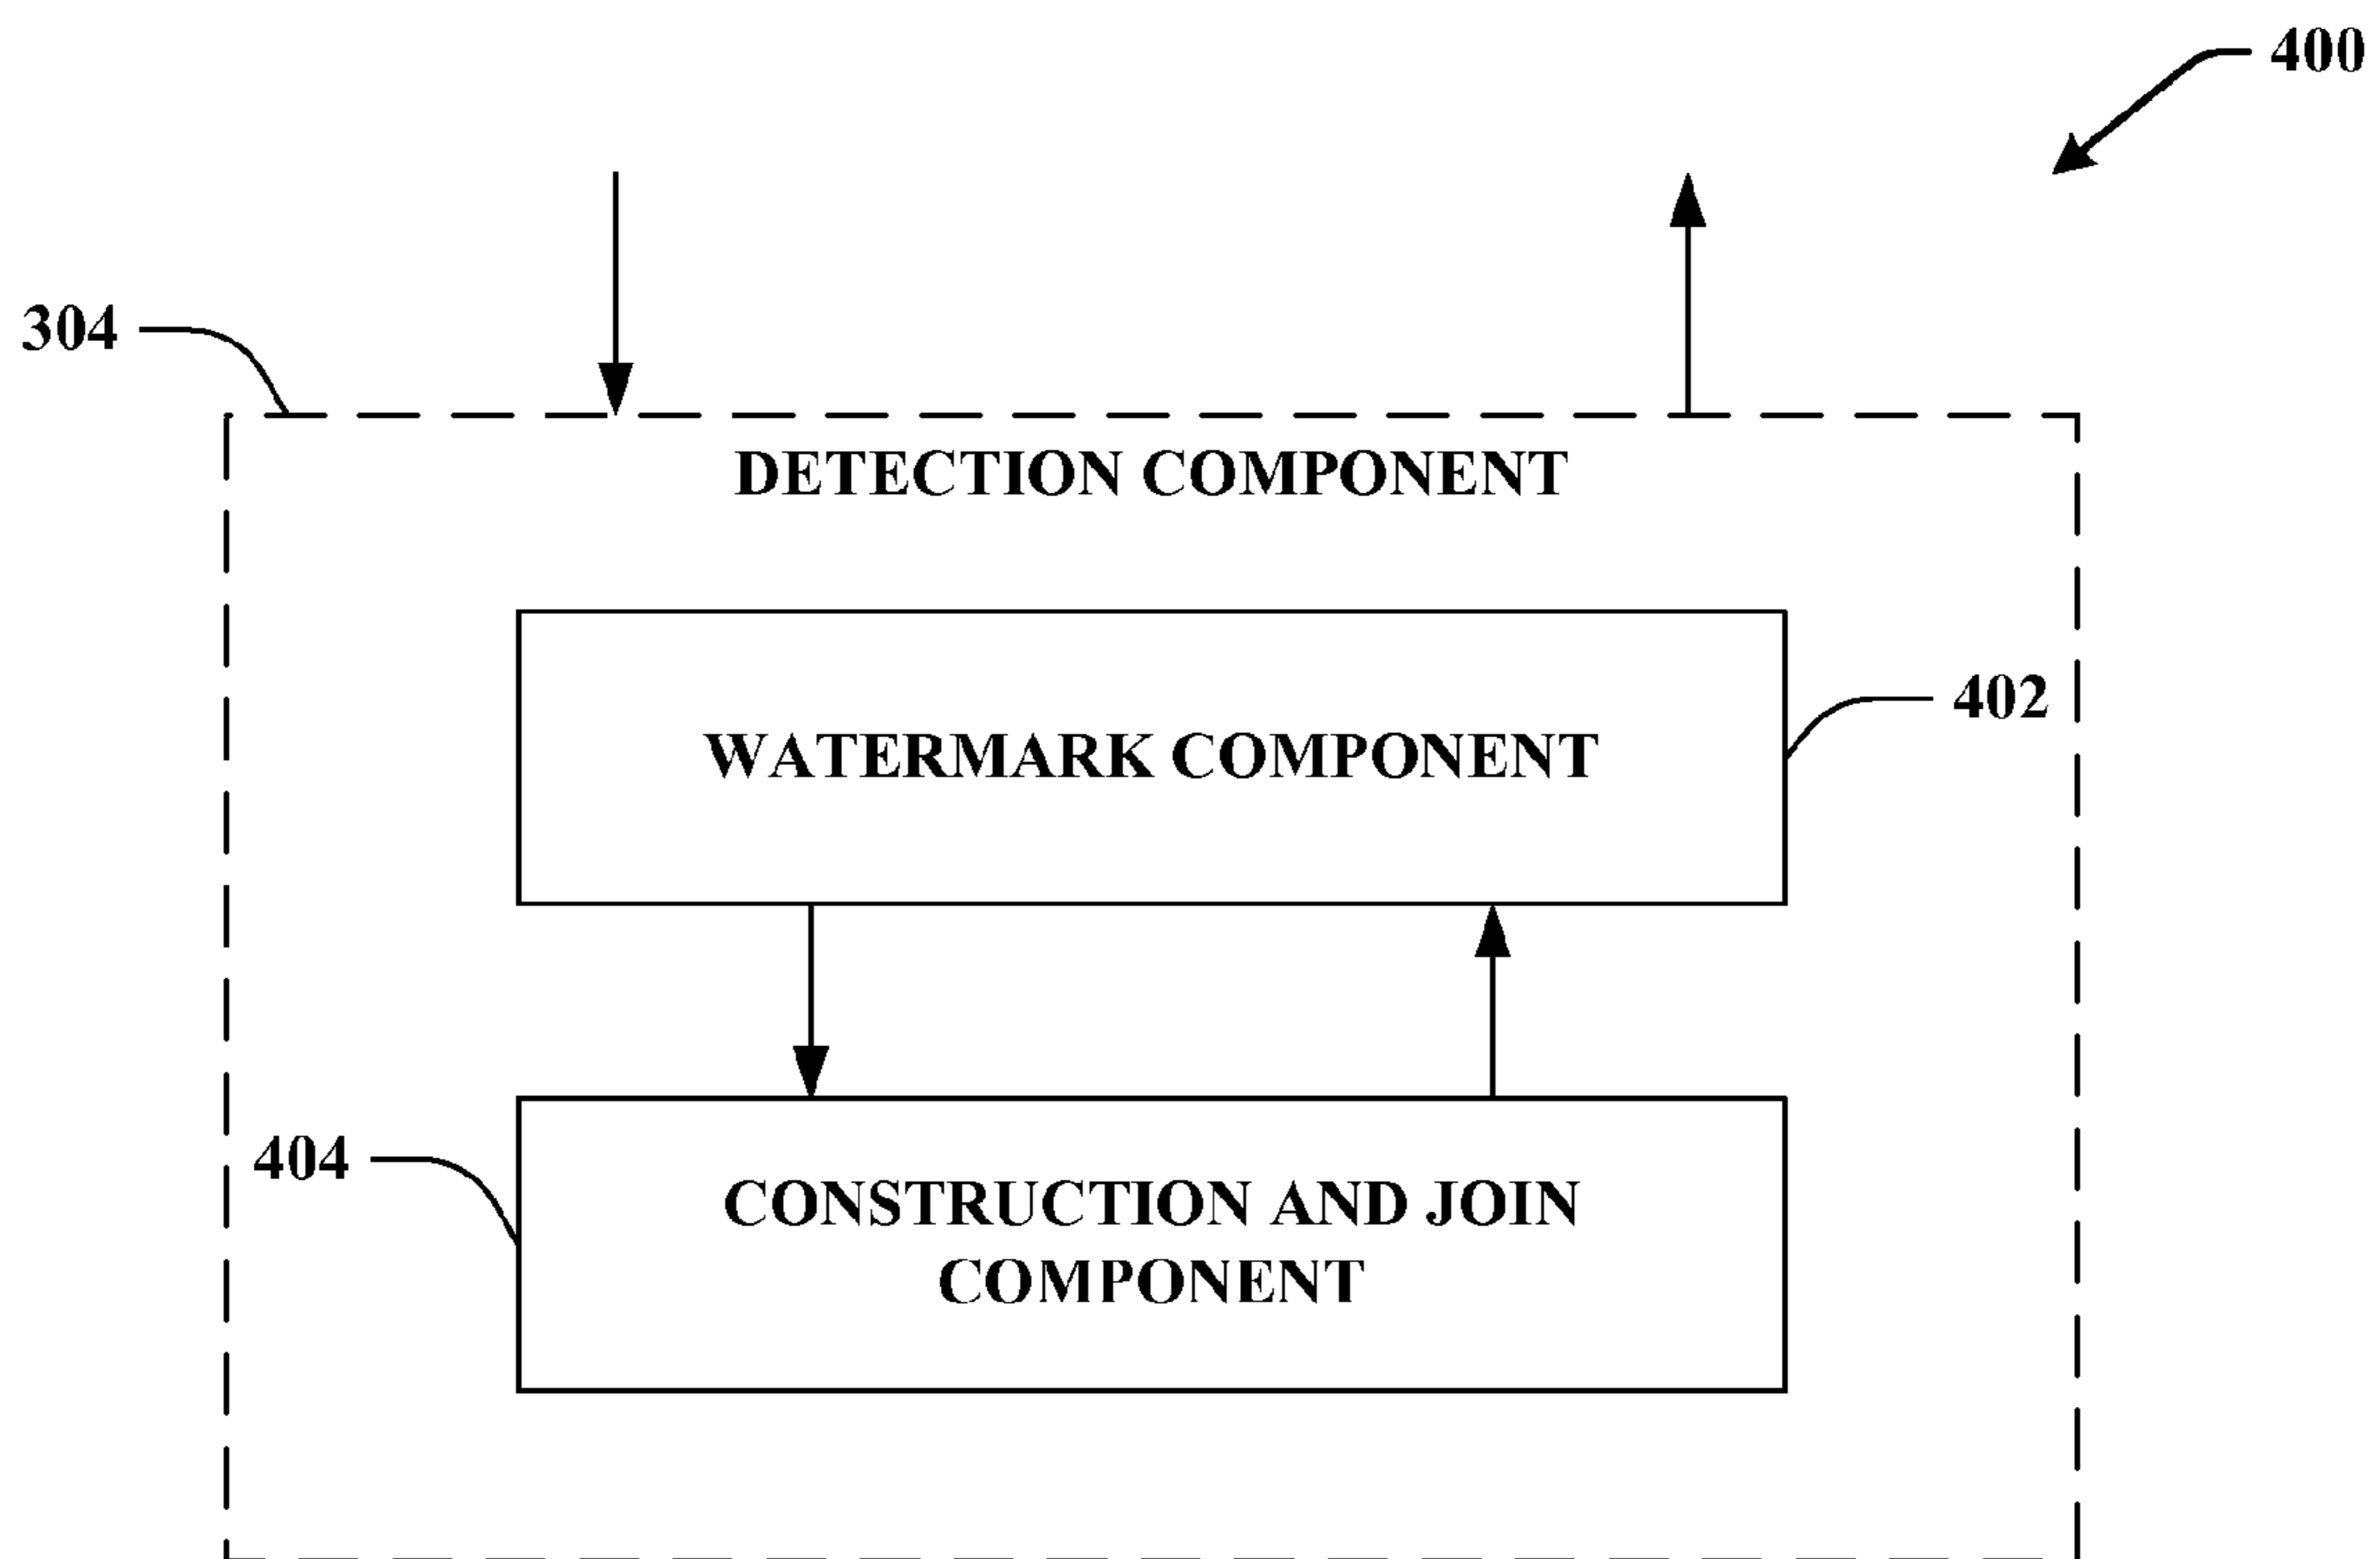 400
304
DETECTION COMPONENT
WATERMARK COMPONENT
402
404
CONSTRUCTION AND JOIN
COMPONENT